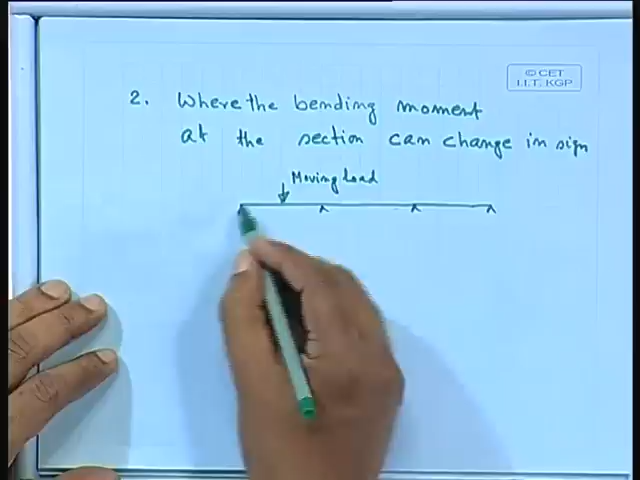 © CET
I.I.T. KGP
2. Where the bending moment
at the section can change in sign
Moving load